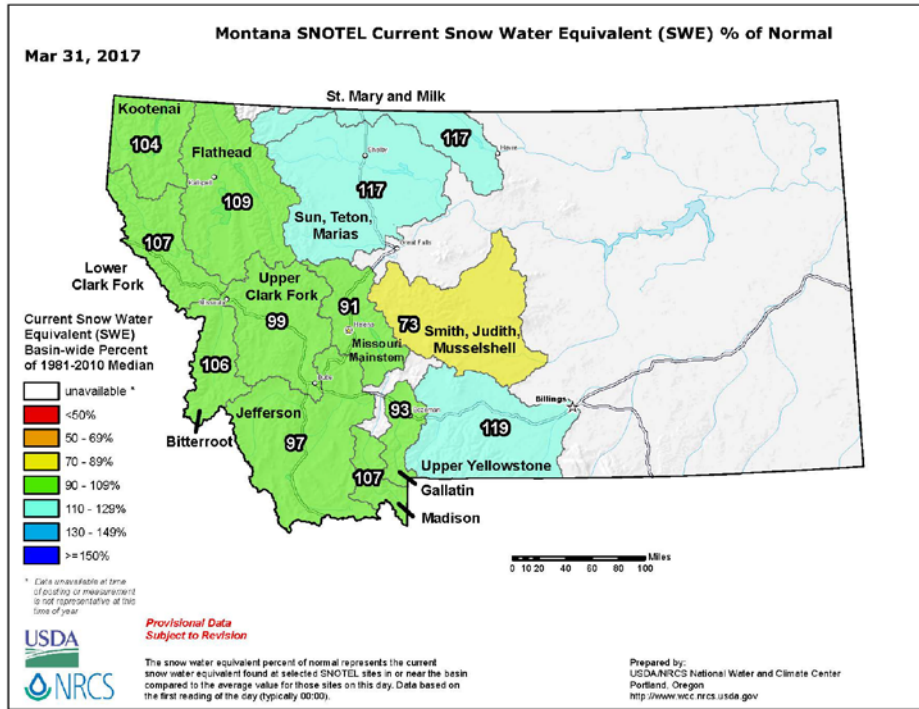 Montana SNOTEL Current Snow Water Equivalent (SWE) % of Normal
Mar 31, 2017
St. Mary and Milk
Kootenai
104
Flathead
109
117
117
Sun, Teton,
Marias
Great Falls
107
Lower
Clark Fork
Upper
Clark Fork
99
91
Helena
Missouri
Mainstem
73
Smith, Judith,
Musselshell
106
Bitterroot
Jefferson
97
93
107
Gallatin
Madison
119
Upper Yellowstone
Billings
Current Snow Water
Equivalent (SWE)
Basin-wide Percent
of 1981-2010 Median
unavailable *
<50%
50 - 69%
70 - 89%
90 - 109%
110 - 129%
130 - 149%
>=150%
* Data unavailable at time
of posting or measurement
is not representative at this
time of year
Miles
0 10 20 40 60 80 100
Provisional Data
Subject to Revision
USDA
NRCS
The snow water equivalent percent of normal represents the current
snow water equivalent found at selected SNOTEL sites in or near the basin
compared to the average value for those sites on this day. Data based on
the first reading of the day (typically 00:00).
Prepared by:
USDA/NRCS National Water and Climate Center
Portland, Oregon
http://www.wcc.nrcs.usda.gov